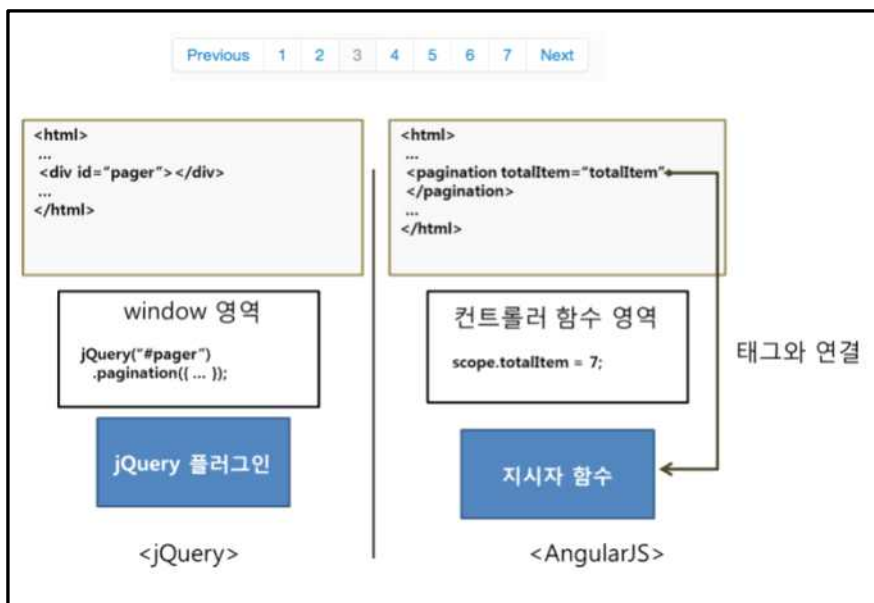 Previous 1 2 3 4 5 6 7 Next
<html>
...
<div id="pager"></div>
...
</html>
window 영역
jQuery("#pager")
.pagination({ ... });
jQuery 플러그인
<jQuery>
<html>
...
<pagination totalItem="totalItem"
</pagination>
...
</html>
컨트롤러 함수 영역
scope.totalItem = 7;
태그와 연결
지시자 함수
<AngularJS>